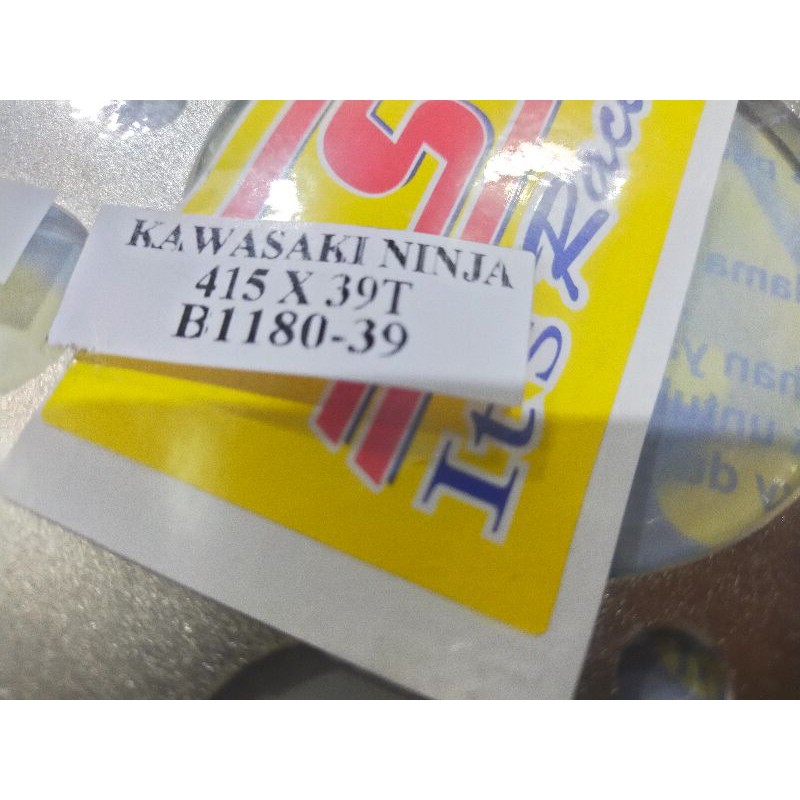 KAWASAKI NINJA
415 X 39T
B1180-39
It's Rac